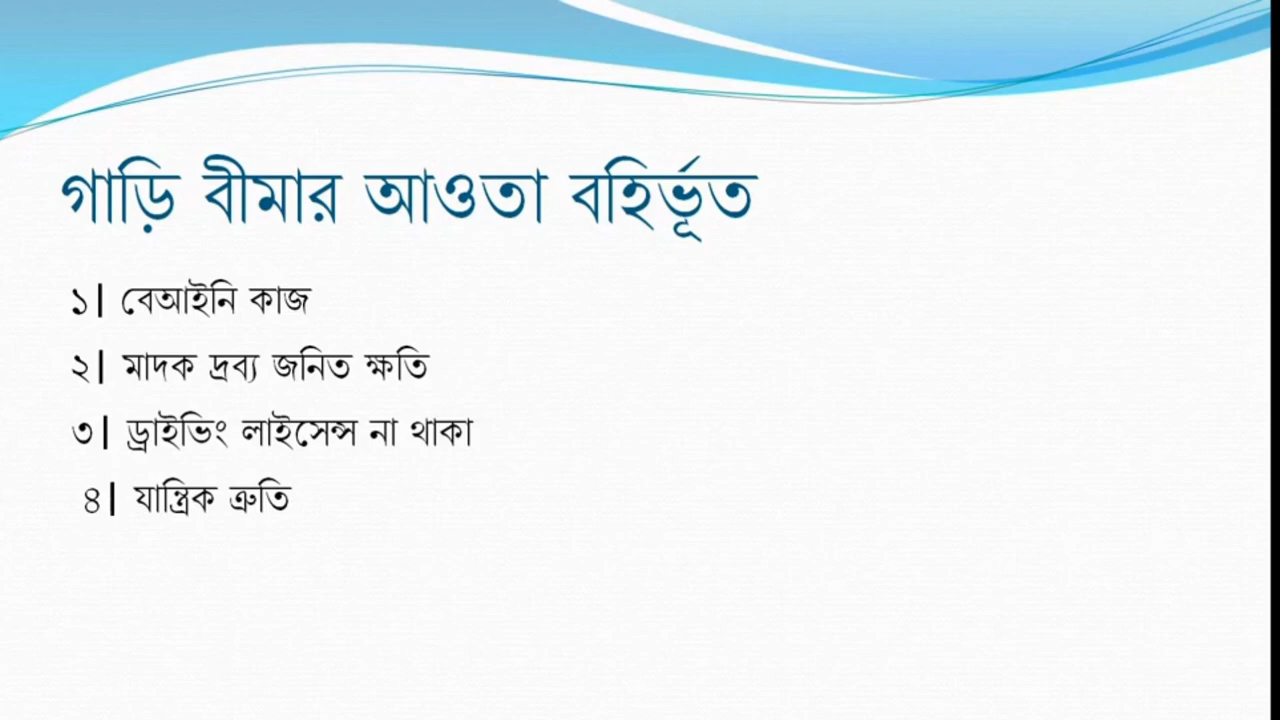 গাড়ি বীমার আওতা বহির্ভূত
১| বেআইনি কাজ
২| মাদক দ্রব্য জনিত ক্ষতি
৩| ড্রাইভিং লাইসেন্স না থাকা
৪| যান্ত্রিক ত্রুতি